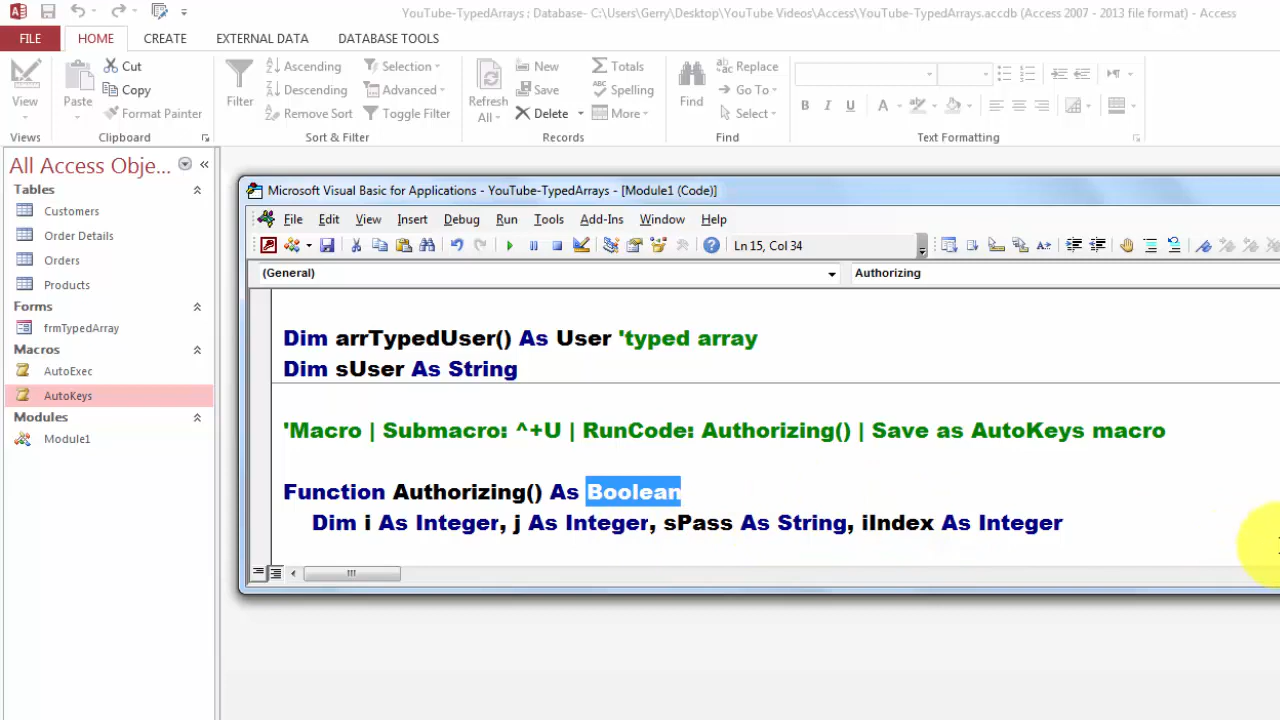 YouTube-TypedArrays : Database- C:\Users\Gerry\Desktop\YouTube Videos\Access\YouTube-TypedArrays.accdb (Access 2007 - 2013 file format) - Access
FILE HOME CREATE EXTERNAL DATA DATABASE TOOLS
View
Views
Paste
Cut
Copy
Format Painter
Clipboard
Filter
Ascending
Descending
Remove Sort
Selection
Advanced
Toggle Filter
Sort & Filter
Refresh
All
New
Save
Delete
Totals
Spelling
More
Records
Find
Replace
Go To
Select
Find
B I U A
Text Formatting
All Access Obje...
Tables
Customers
Order Details
Orders
Products
Forms
frmTypedArray
Macros
AutoExec
AutoKeys
Modules
Module1
Microsoft Visual Basic for Applications - YouTube-TypedArrays - [Module1 (Code)]
File Edit View Insert Debug Run Tools Add-Ins Window Help
Ln 15, Col 34
(General) Authorizing
Dim arrTypedUser() As User 'typed array
Dim sUser As String
'Macro | Submacro: ^+U | RunCode: Authorizing() | Save as AutoKeys macro
Function Authorizing() As Boolean
Dim i As Integer, j As Integer, sPass As String, iIndex As Integer